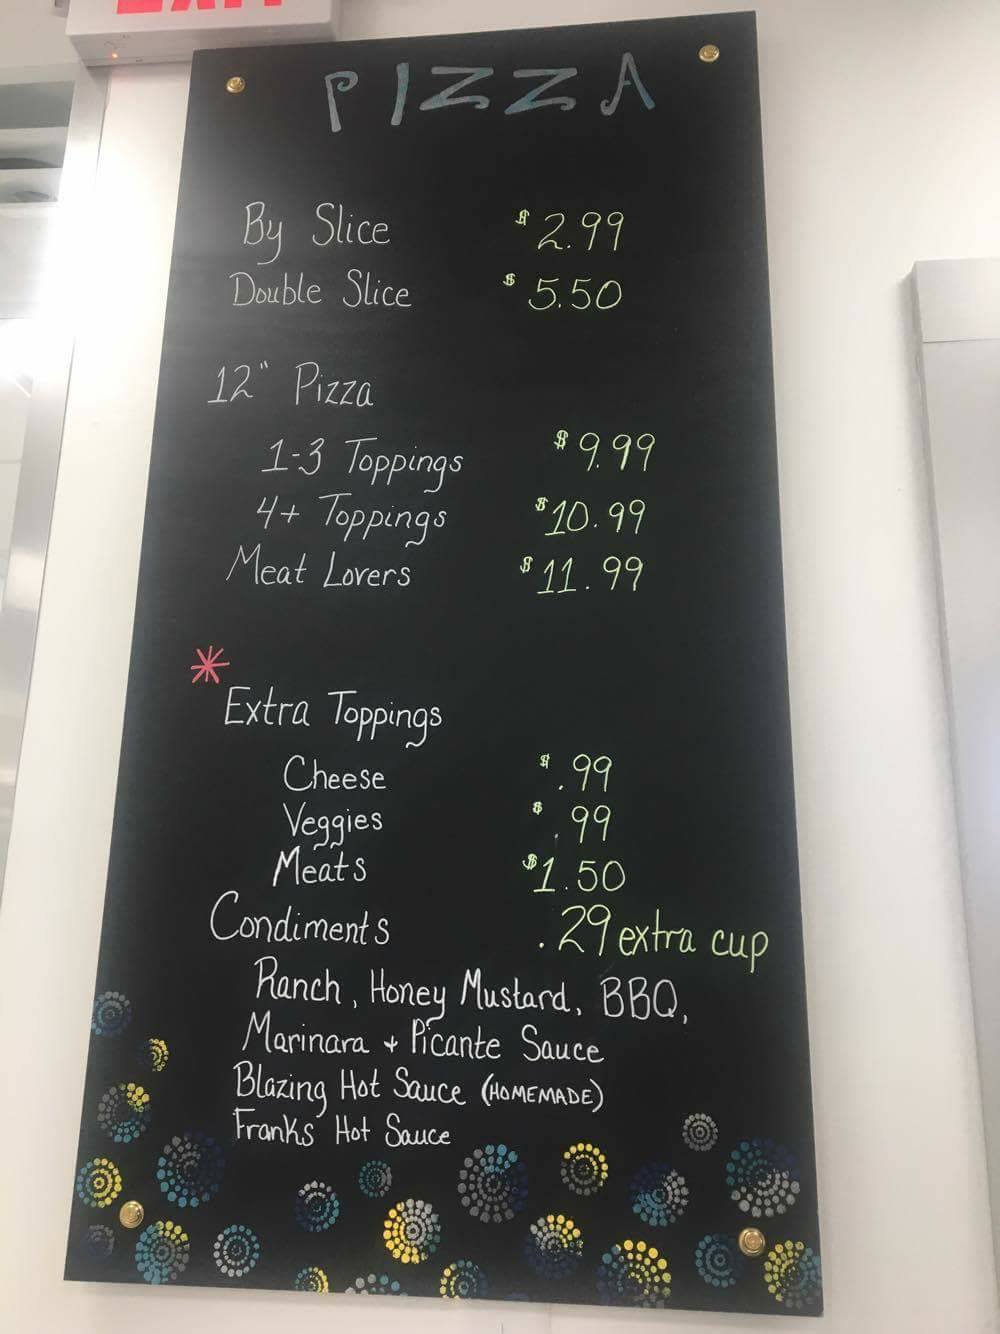 EXIT
PIZZA
By Slice $2.99
Double Slice $5.50
12" Pizza
1-3 Toppings $9.99
4+ Toppings $10.99
Meat Lovers $11.99
*
Extra Toppings
Cheese $.99
Veggies $.99
Meats $1.50
Condiments .29 extra cup
Ranch, Honey Mustard, BBQ,
Marinara + Picante Sauce
Blazing Hot Sauce (HOMEMADE)
Franks' Hot Sauce